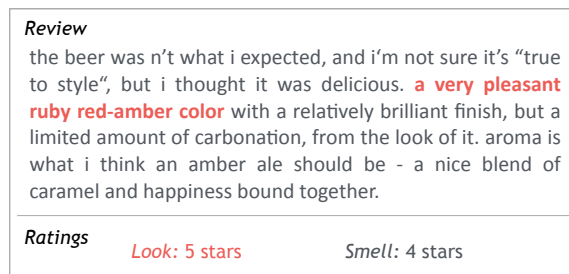 Review
the beer was n't what i expected, and i'm not sure it's “true
to style“, but i thought it was delicious. a very pleasant
ruby red-amber color with a relatively brilliant finish, but a
limited amount of carbonation, from the look of it. aroma is
what i think an amber ale should be - a nice blend of
caramel and happiness bound together.
Ratings
Look: 5 stars Smell: 4 stars